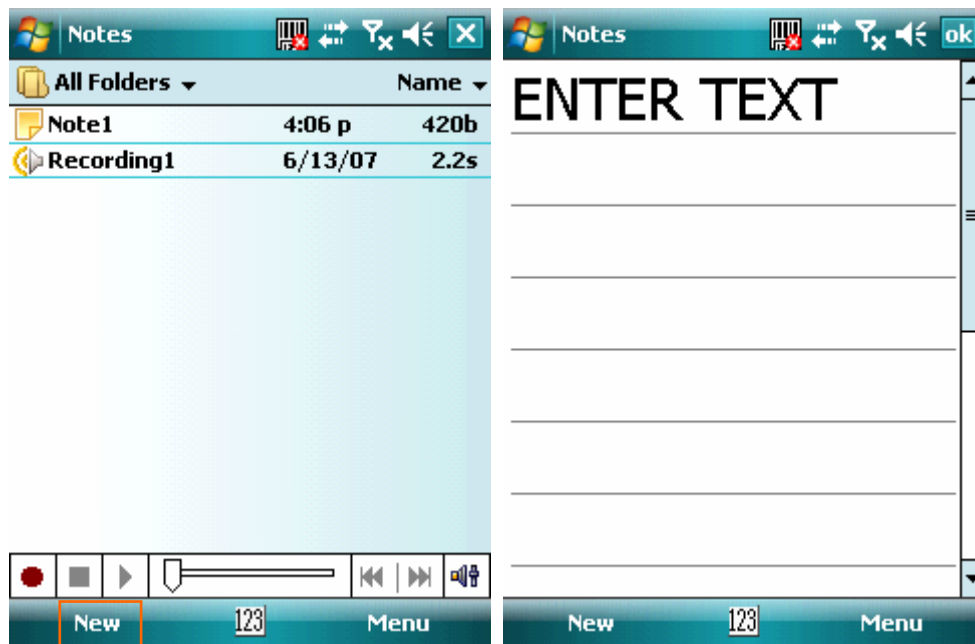 Notes
All Folders Name
Note1 4:06 p 420b
Recording1 6/13/07 2.2s
New 123 Menu
Notes ok
ENTER TEXT
New 123 Menu